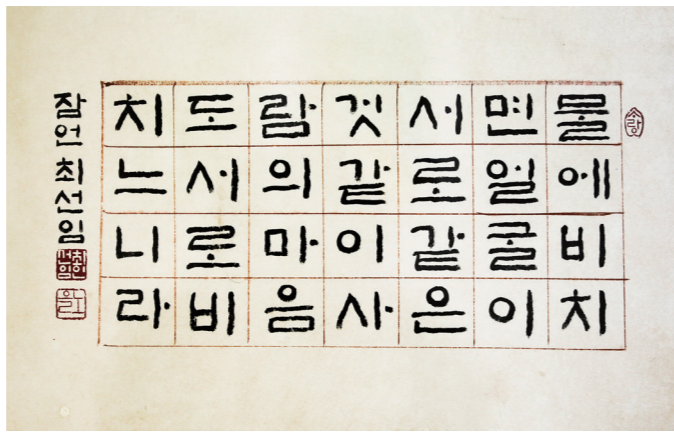 물에비치
면얼굴이
서로같은
것같이사
람의마음
도서로비
치느니라
잠언 최선임